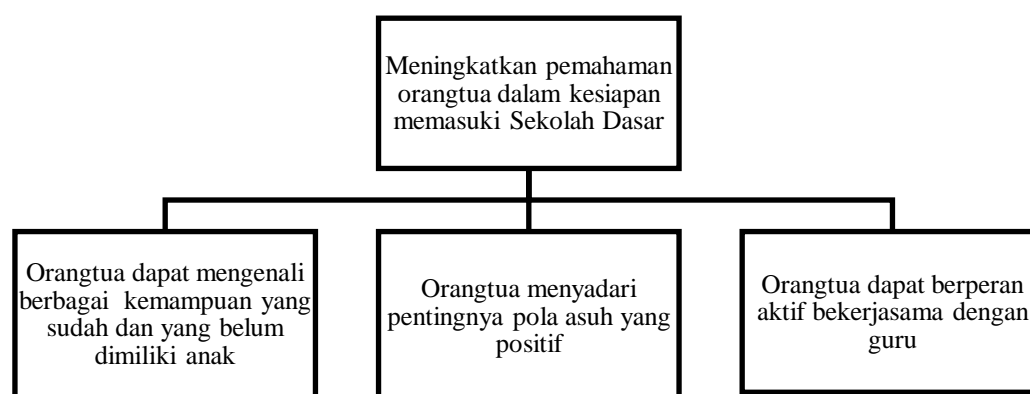 Meningkatkan pemahaman
orangtua dalam kesiapan
memasuki Sekolah Dasar
Orangtua dapat mengenali
berbagai kemampuan yang
sudah dan yang belum
dimiliki anak
Orangtua menyadari
pentingnya pola asuh yang
positif
Orangtua dapat berperan
aktif bekerjasama dengan
guru